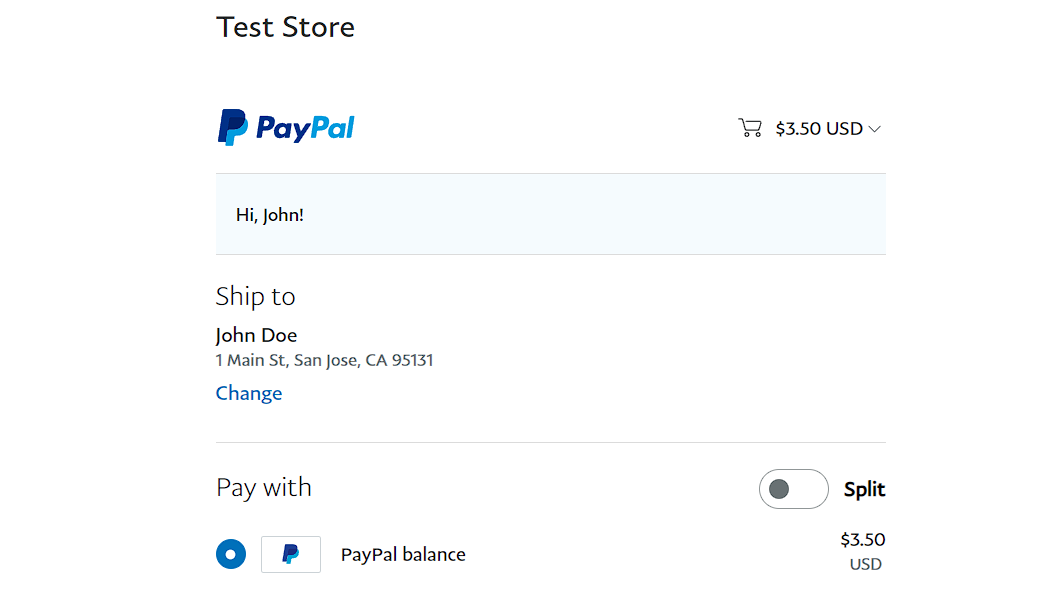 Test Store
PayPal
$3.50 USD
Hi, John!
Ship to
John Doe
1 Main St, San Jose, CA 95131
Change
Pay with
Split
PayPal balance
$3.50
USD